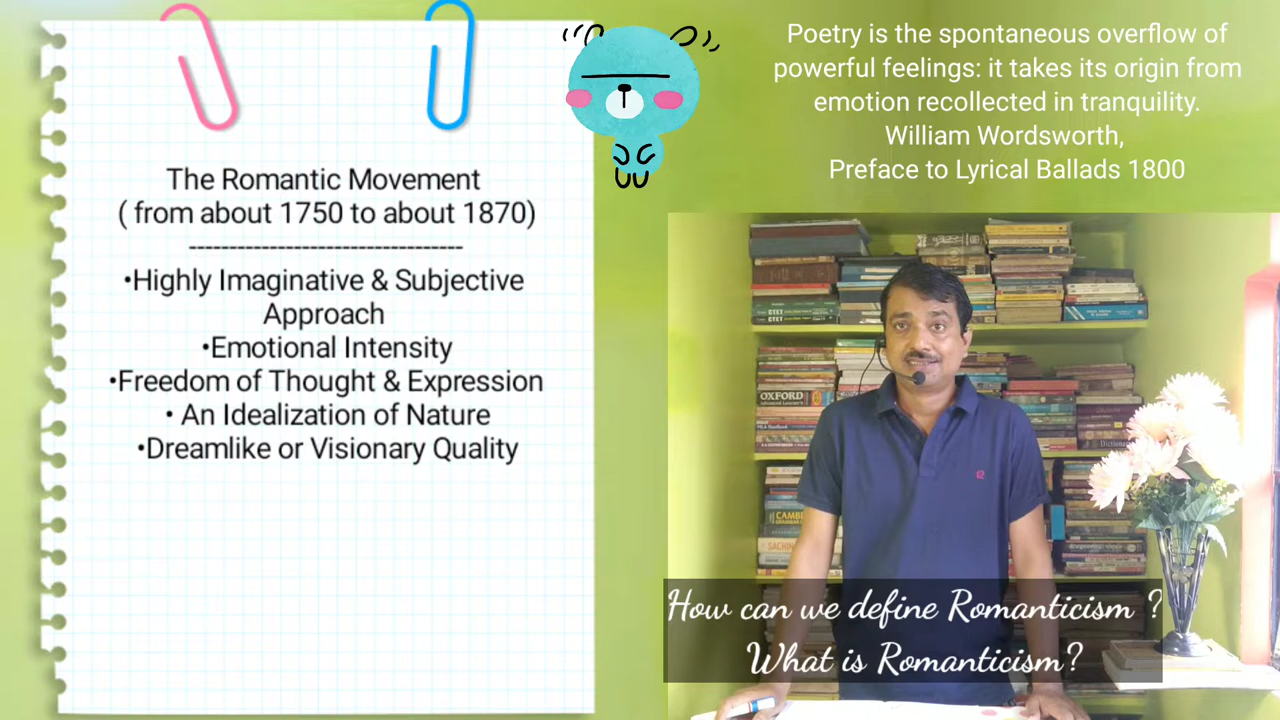 The Romantic Movement
( from about 1750 to about 1870)
----------------------------------
•Highly Imaginative & Subjective
Approach
•Emotional Intensity
•Freedom of Thought & Expression
• An Idealization of Nature
•Dreamlike or Visionary Quality
Poetry is the spontaneous overflow of
powerful feelings: it takes its origin from
emotion recollected in tranquility.
William Wordsworth,
Preface to Lyrical Ballads 1800
CTET
CTET
OXFORD
How can we define Romanticism ?
What is Romanticism?